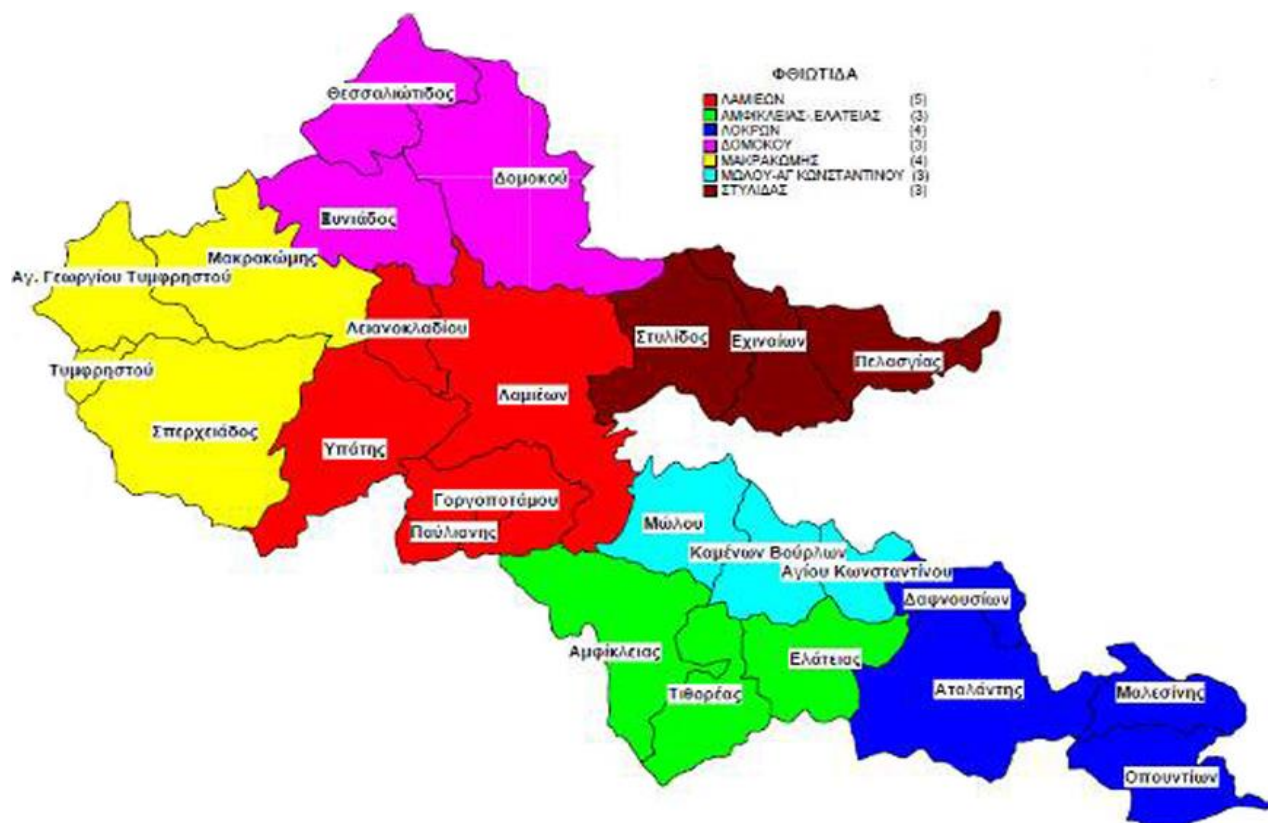 ΦΘΙΩΤΙΔΑ
ΛΑΜΙΕΩΝ (5)
ΑΜΦΙΚΛΕΙΑΣ-.ΕΛΑΤΕΙΑΣ (3)
ΛΟΚΡΩΝ (4)
ΔΟΜΟΚΟΥ (3)
ΜΑΚΡΑΚΩΜΗΣ (4)
ΜΩΛΟΥ-ΑΓ ΚΩΝΣΤΑΝΤΙΝΟΥ (3)
ΣΤΥΛΙΔΑΣ (3)
Θεσσαλιώτιδος
Δομοκού
Ξυνιάδος
Μακρακώμης
Αγ. Γεωργίου Τυμφρηστού
Λειανοκλαδίου
Στυλίδος
Εχιναίων
Πελασγίας
Τυμφρηστού
Λαμιέων
Σπερχειάδος
Υπάτης
Γοργοποτάμου
Παύλιανης
Μώλου
Καμένων Βούρλων
Αγίου Κωνσταντίνου
Δαφνουσίων
Αμφίκλειας
Ελάτειας
Τιθορέας
Αταλάντης
Μαλεσίνης
Οπουντίων